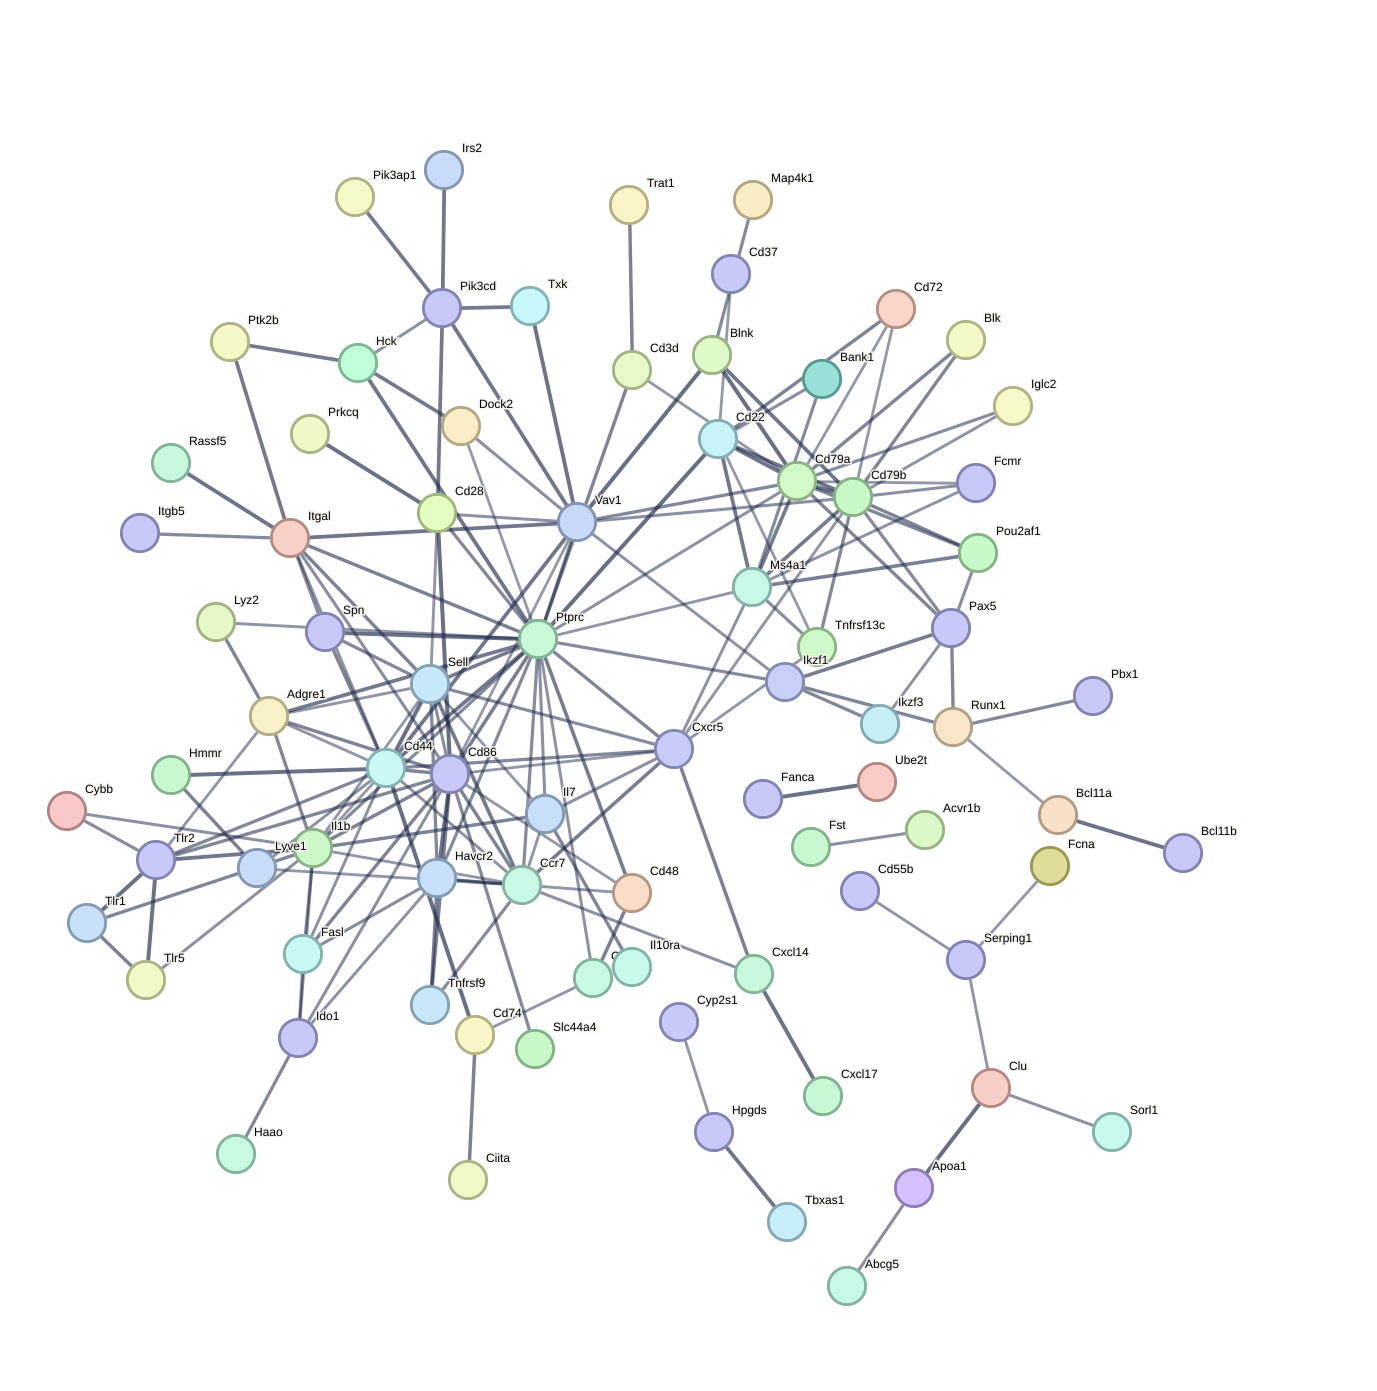 Irs2
Pik3ap1
Trat1
Map4k1
Cd37
Pik3cd
Txk
Cd72
Ptk2b
Blk
Hck
Blnk
Cd3d
Bank1
Iglc2
Prkcq
Dock2
Cd22
Rassf5
Cd79a
Fcmr
Cd79b
Cd28
Vav1
Itgb5
Itgal
Pou2af1
Ms4a1
Lyz2
Spn
Ptprc
Pax5
Tnfrsf13c
Sell
Ikzf1
Pbx1
Adgre1
Ikzf3
Runx1
Cxcr5
Hmmr
Cd44
Cd86
Ube2t
Fanca
Cybb
Il7
Bcl11a
Acvr1b
Il1b
Fst
Tlr2
Lyve1
Bcl11b
Fcna
Havcr2
Ccr7
Cd48
Cd55b
Tlr1
Fasl
Serping1
Il10ra
Cxcl14
Tlr5
Tnfrsf9
Cyp2s1
Ido1
Cd74
Slc44a4
Clu
Cxcl17
Haao
Hpgds
Sorl1
Ciita
Apoa1
Tbxas1
Abcg5